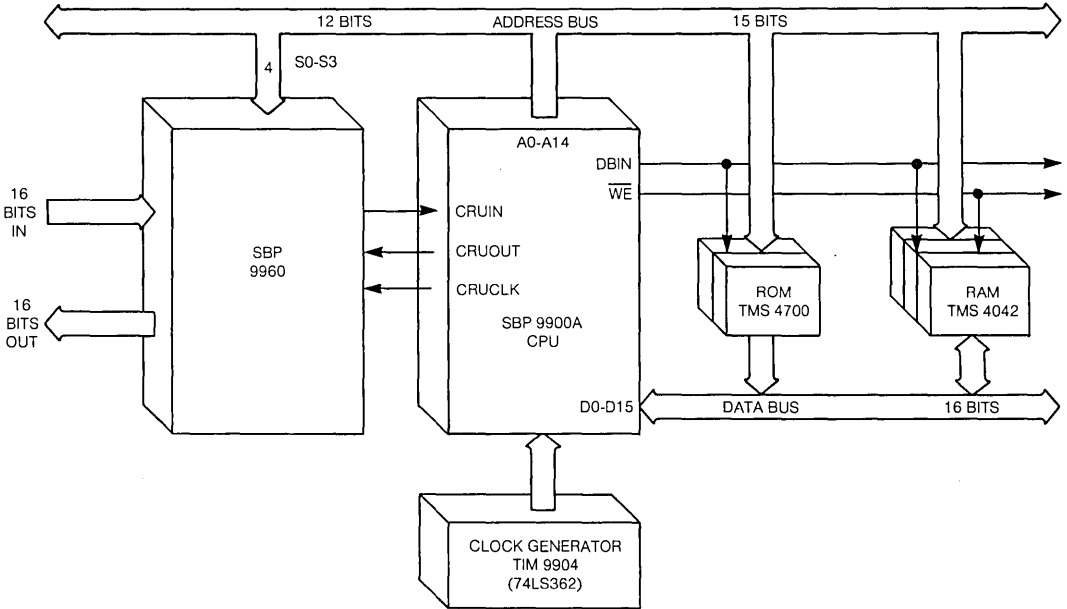 12 BITS ADDRESS BUS 15 BITS
4 S0-S3
A0-A14
DBIN
W̅E̅
16
BITS
IN
CRUIN
SBP
9960
CRUOUT
CRUCLK
16
BITS
OUT
SBP 9900A
CPU
ROM
TMS 4700
RAM
TMS 4042
D0-D15 DATA BUS 16 BITS
CLOCK GENERATOR
TIM 9904
(74LS362)